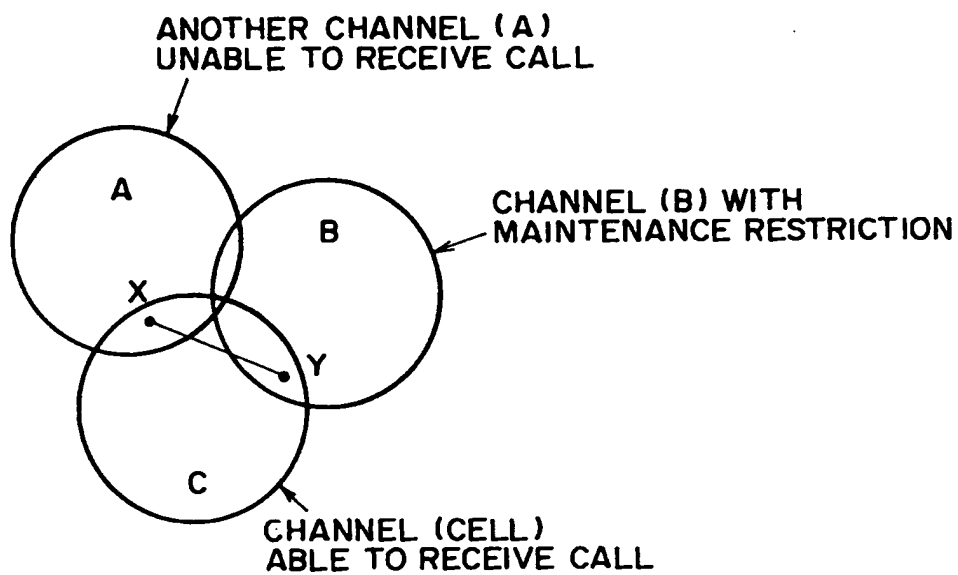 ANOTHER CHANNEL (A)
UNABLE TO RECEIVE CALL
A
B
CHANNEL (B) WITH
MAINTENANCE RESTRICTION
X
Y
C
CHANNEL (CELL)
ABLE TO RECEIVE CALL